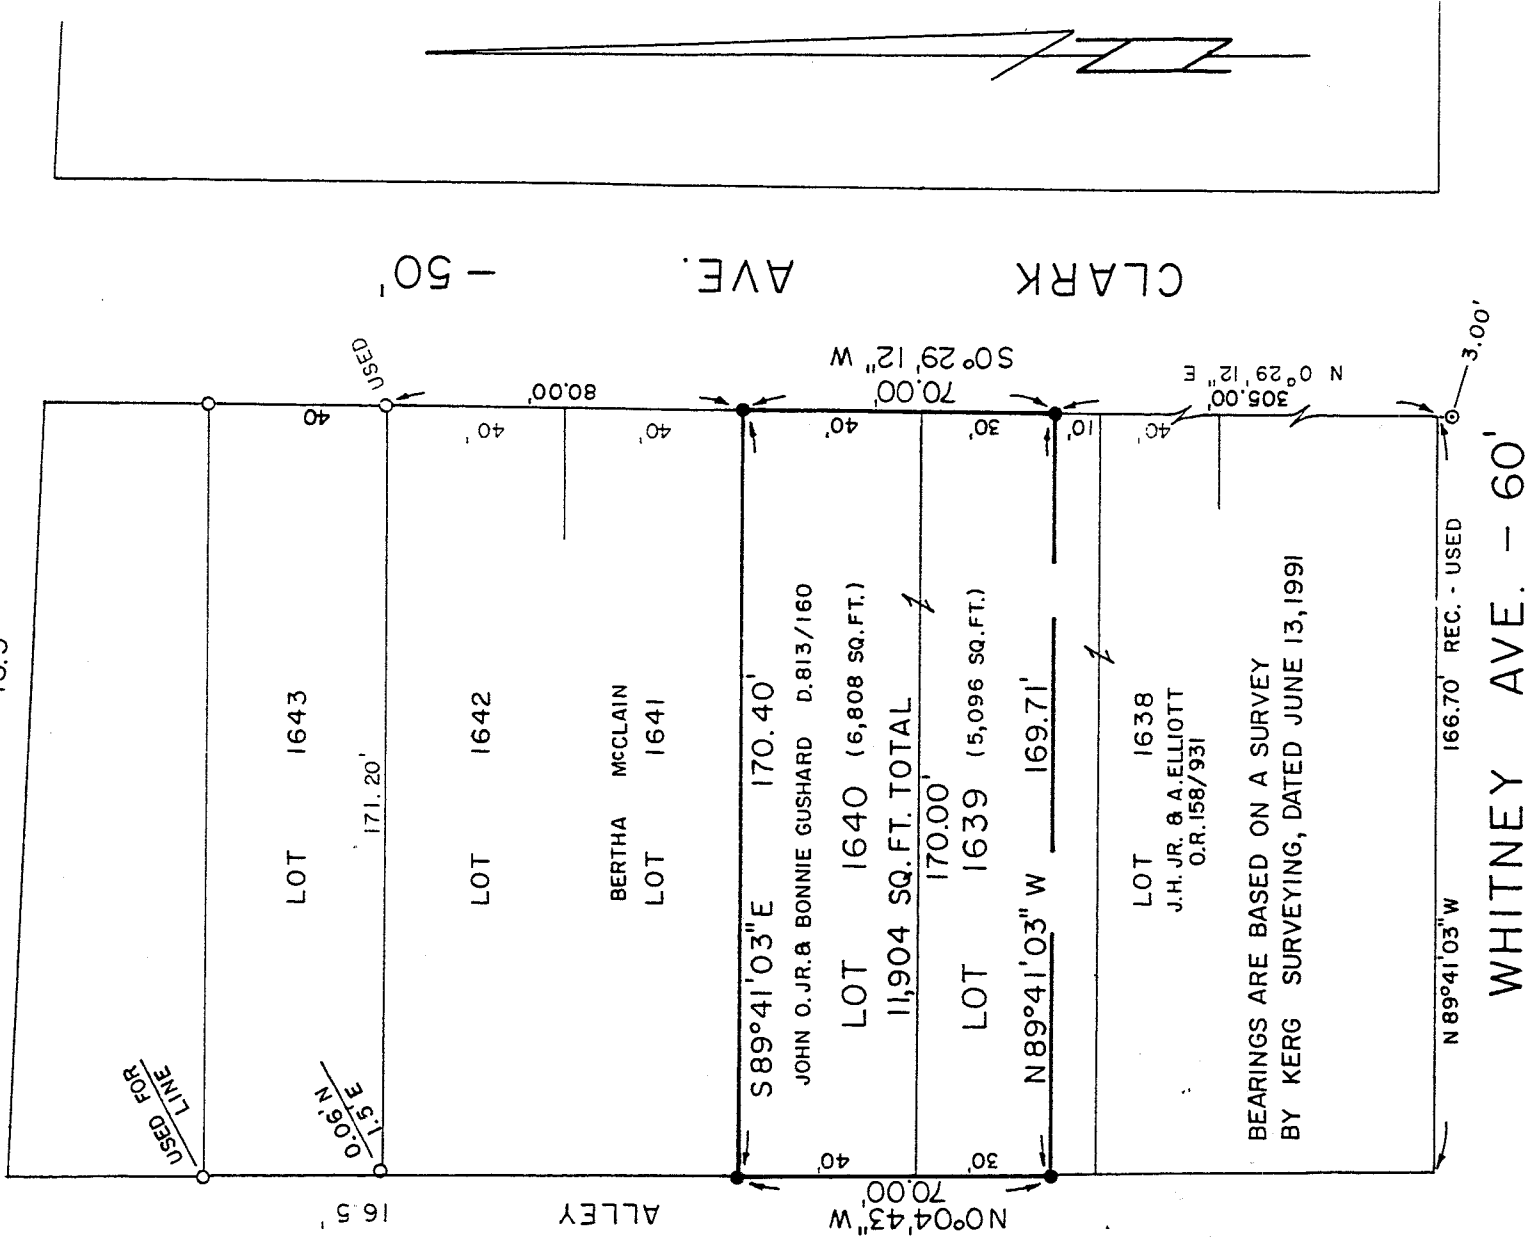 CLARK AVE. - 50'
USED
40
80.00'
40'
40'
S 0° 29' 12" W
70.00'
40'
30'
10'
40'
N 0° 29' 12" E
305.00'
3.00'
USED FOR
LINE
0.06' N
1.5' E
LOT 1643
171.20'
LOT 1642
BERTHA McCLAIN
LOT 1641
S 89° 41' 03" E 170.40'
JOHN O. JR. & BONNIE GUSHARD D. 813/160
LOT 1640 (6,808 SQ. FT.)
11,904 SQ. FT. TOTAL
170.00'
LOT 1639 (5,096 SQ. FT.)
N 89° 41' 03" W 169.71'
LOT 1638
J.H. JR. & A. ELLIOTT
O.R. 158/931
BEARINGS ARE BASED ON A SURVEY
BY KERG SURVEYING, DATED JUNE 13, 1991
N 89° 41' 03" W 166.70' REC. - USED
WHITNEY AVE. - 60'
ALLEY 16.5'
40'
30'
70.00'
N 0° 04' 43" W